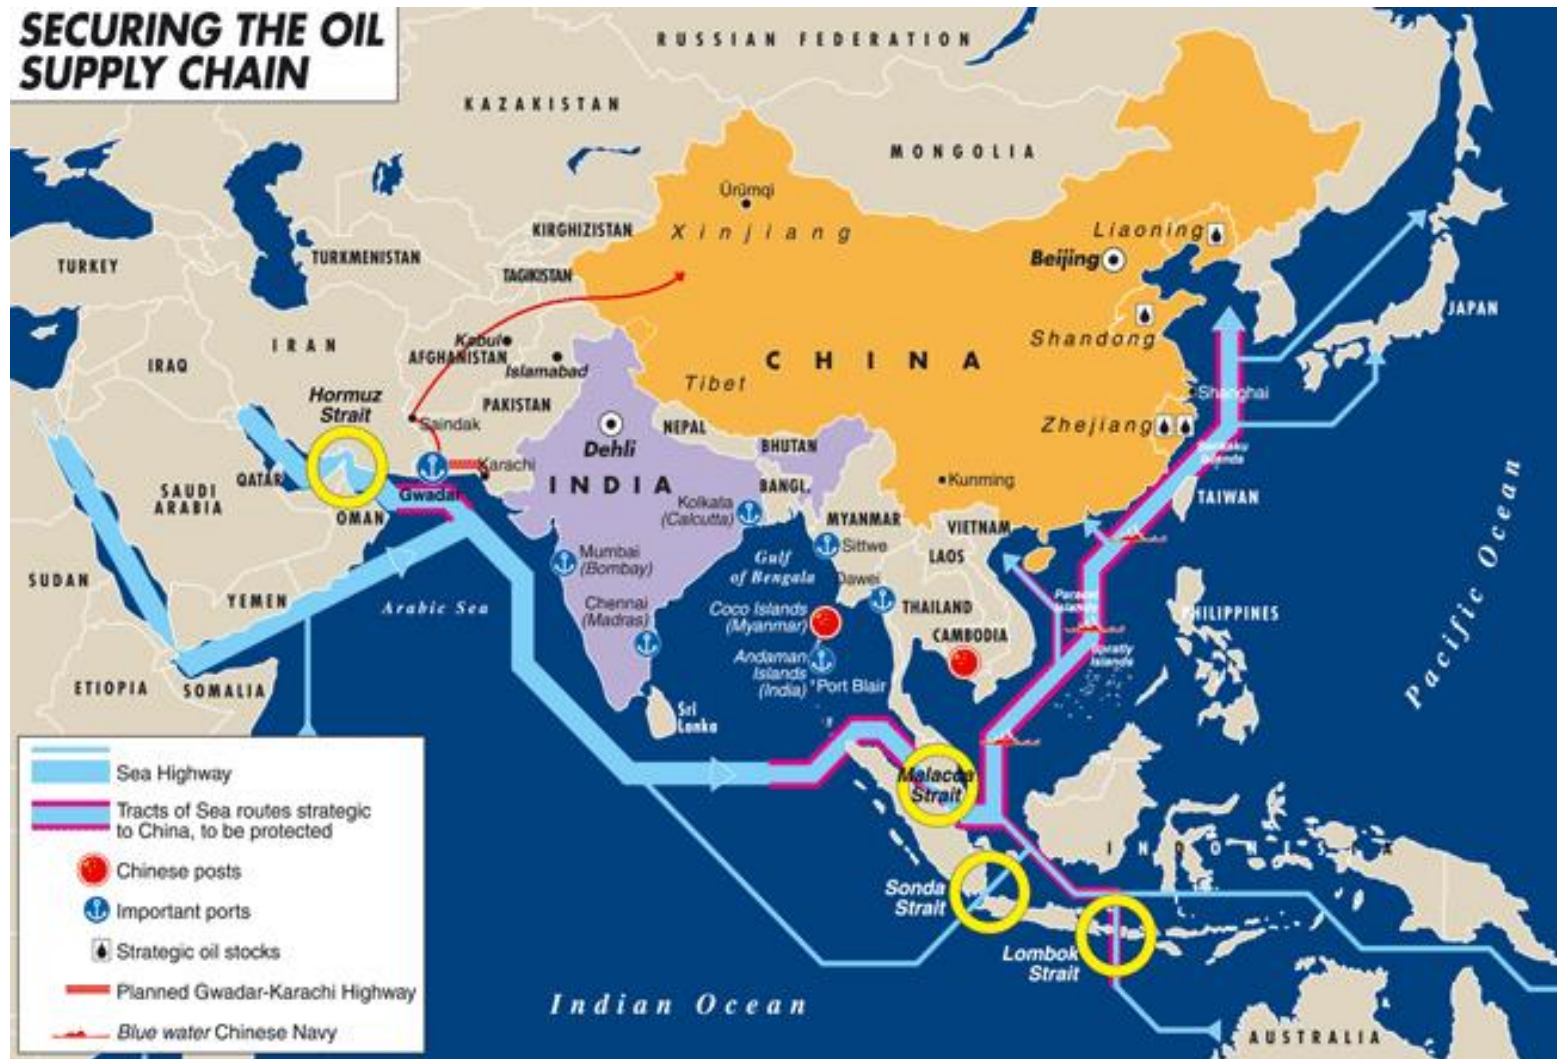 SECURING THE OIL
SUPPLY CHAIN
RUSSIAN FEDERATION
KAZAKISTAN
MONGOLIA
Ürümqi
Xinjiang
KIRGHIZISTAN
TURKMENISTAN
TAGIKISTAN
TURKEY
Liaoning
Beijing
JAPAN
IRAN
IRAQ
Kabul
AFGHANISTAN
Islamabad
CHINA
Shandong
Tibet
Shanghai
Hormuz
Strait
PAKISTAN
Saindak
NEPAL
Dehli
BHUTAN
Zhejiang
Karachi
QATAR
SAUDI
ARABIA
Gwadar
INDIA
BANGL.
Kunming
TAIWAN
OMAN
Kolkata
(Calcutta)
MYANMAR
VIETNAM
Sittwe
LAOS
Mumbai
(Bombay)
Gulf
of Bengala
Dawei
SUDAN
YEMEN
Arabic Sea
Chennai
(Madras)
Coco Islands
(Myanmar)
THAILAND
Paracel
Islands
PHILIPPINES
CAMBODIA
Spratly
Islands
Andaman
Islands
(India)
Port Blair
ETIOPIA
SOMALIA
Sri
Lanka
Pacific Ocean
Malacca
Strait
Sonda
Strait
INDONESIA
Lombok
Strait
Indian Ocean
AUSTRALIA
Sea Highway
Tracts of Sea routes strategic
to China, to be protected
Chinese posts
Important ports
Strategic oil stocks
Planned Gwadar-Karachi Highway
Blue water Chinese Navy